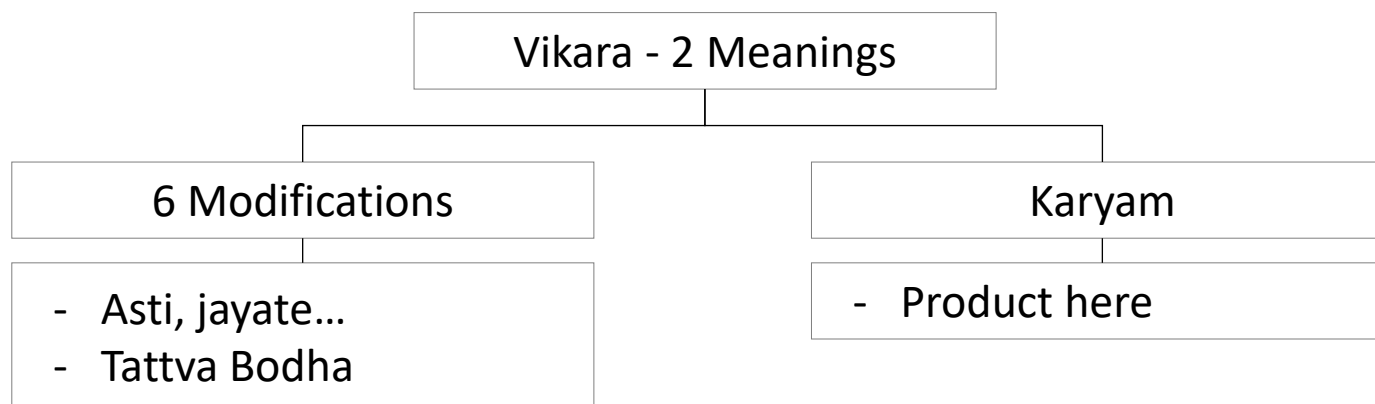 Vikara - 2 Meanings
6 Modifications
Karyam
- Asti, jayate...
- Tattva Bodha
- Product here